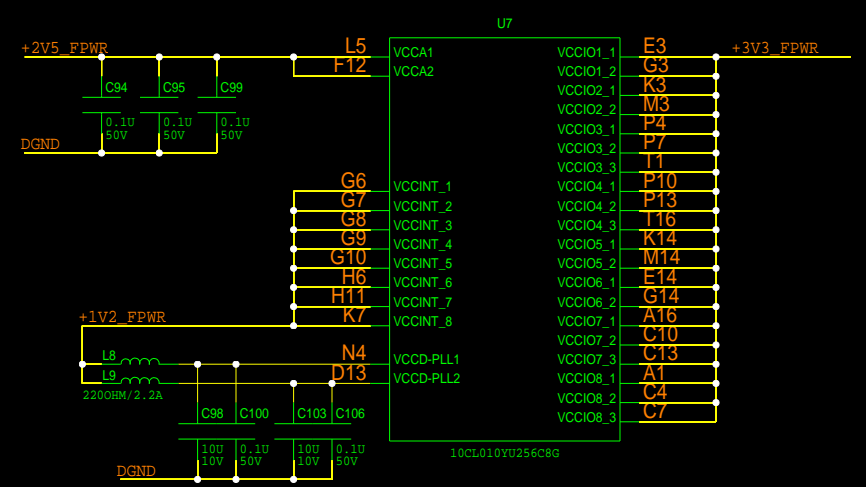 U7
+2V5_FPWR
L5 VCCA1 VCCIO1_1 E3 +3V3_FPWR
F12 VCCA2 VCCIO1_2 G3
C94 C95 C99 VCCIO2_1 K3
VCCIO2_2 M3
0.1U 0.1U 0.1U VCCIO3_1 P4
50V 50V 50V
DGND VCCIO3_2 P7
VCCIO3_3 T1
G6 VCCINT_1 VCCIO4_1 P10
G7 VCCINT_2 VCCIO4_2 P13
G8 VCCINT_3 VCCIO4_3 T16
G9 VCCINT_4 VCCIO5_1 K14
G10 VCCINT_5 VCCIO5_2 M14
H6 VCCINT_6 VCCIO6_1 E14
H11 VCCINT_7 VCCIO6_2 G14
+1V2_FPWR K7 VCCINT_8 VCCIO7_1 A16
VCCIO7_2 C10
L8 N4 VCCD-PLL1 VCCIO7_3 C13
L9 D13 VCCD-PLL2 VCCIO8_1 A1
220OHM/2.2A VCCIO8_2 C4
C98 C100 C103 C106 VCCIO8_3 C7
10U 0.1U 10U 0.1U 10CL010YU256C8G
10V 50V 10V 50V
DGND